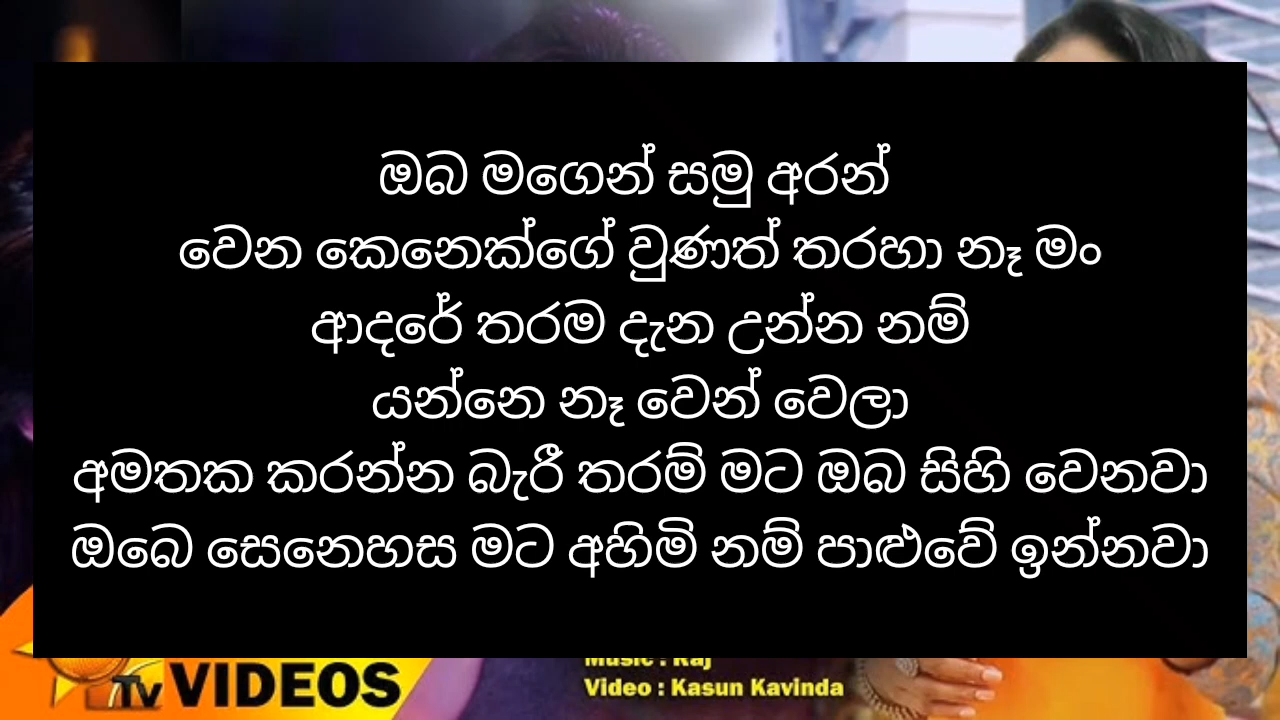 ඔබ මගෙන් සමු අරන්
වෙන කෙනෙක්ගේ වුණත් තරහා නෑ මං
ආදරේ තරම දැන උන්න නම්
යන්නෙ නෑ වෙන් වෙලා
අමතක කරන්න බැරී තරම් මට ඔබ සිහි වෙනවා
ඔබෙ සෙනෙහස මට අහිමි නම් පාළුවේ ඉන්නවා
Music : Raj
TV VIDEOS
Video : Kasun Kavinda